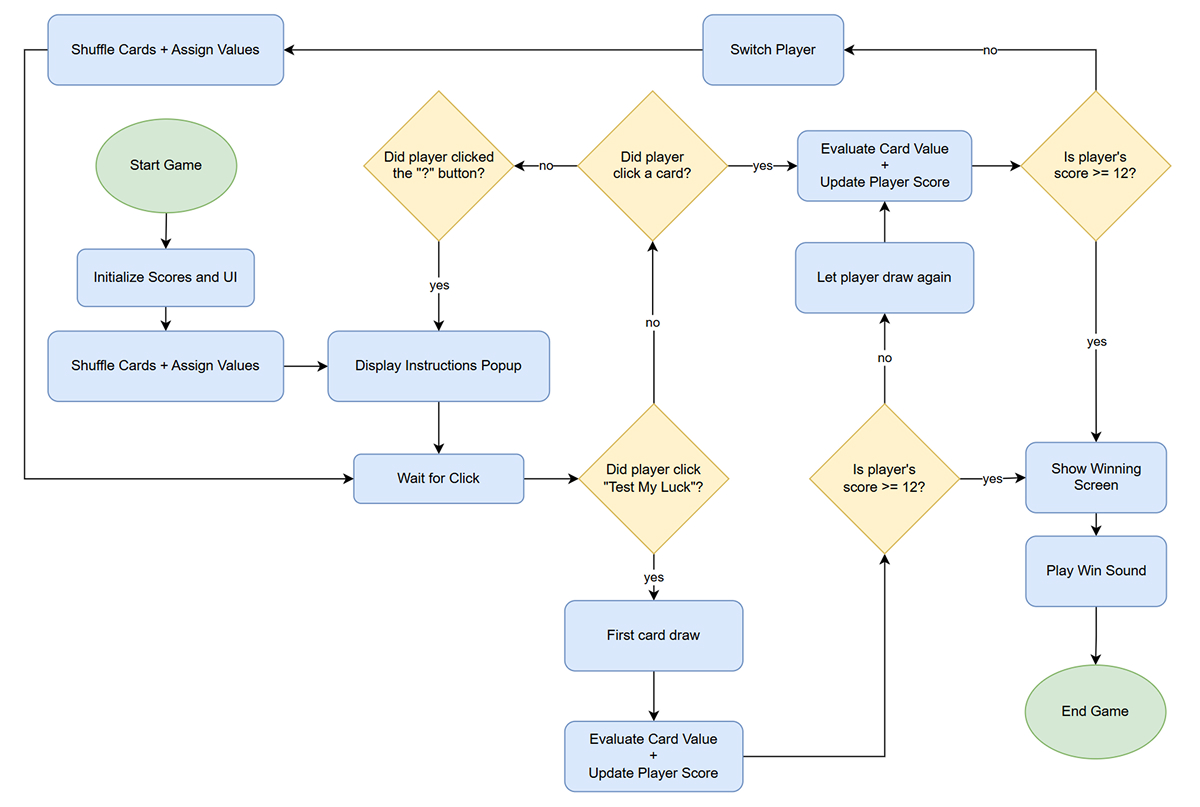 Shuffle Cards + Assign Values
Switch Player
no
Start Game
Did player clicked
the "?" button?
no
Did player
click a card?
yes
Evaluate Card Value
+
Update Player Score
Is player's
score >= 12?
Initialize Scores and UI
yes
Let player draw again
no
yes
Shuffle Cards + Assign Values
Display Instructions Popup
no
Wait for Click
Did player click
"Test My Luck"?
Is player's
score >= 12?
yes
Show Winning
Screen
yes
Play Win Sound
First card draw
End Game
Evaluate Card Value
+
Update Player Score